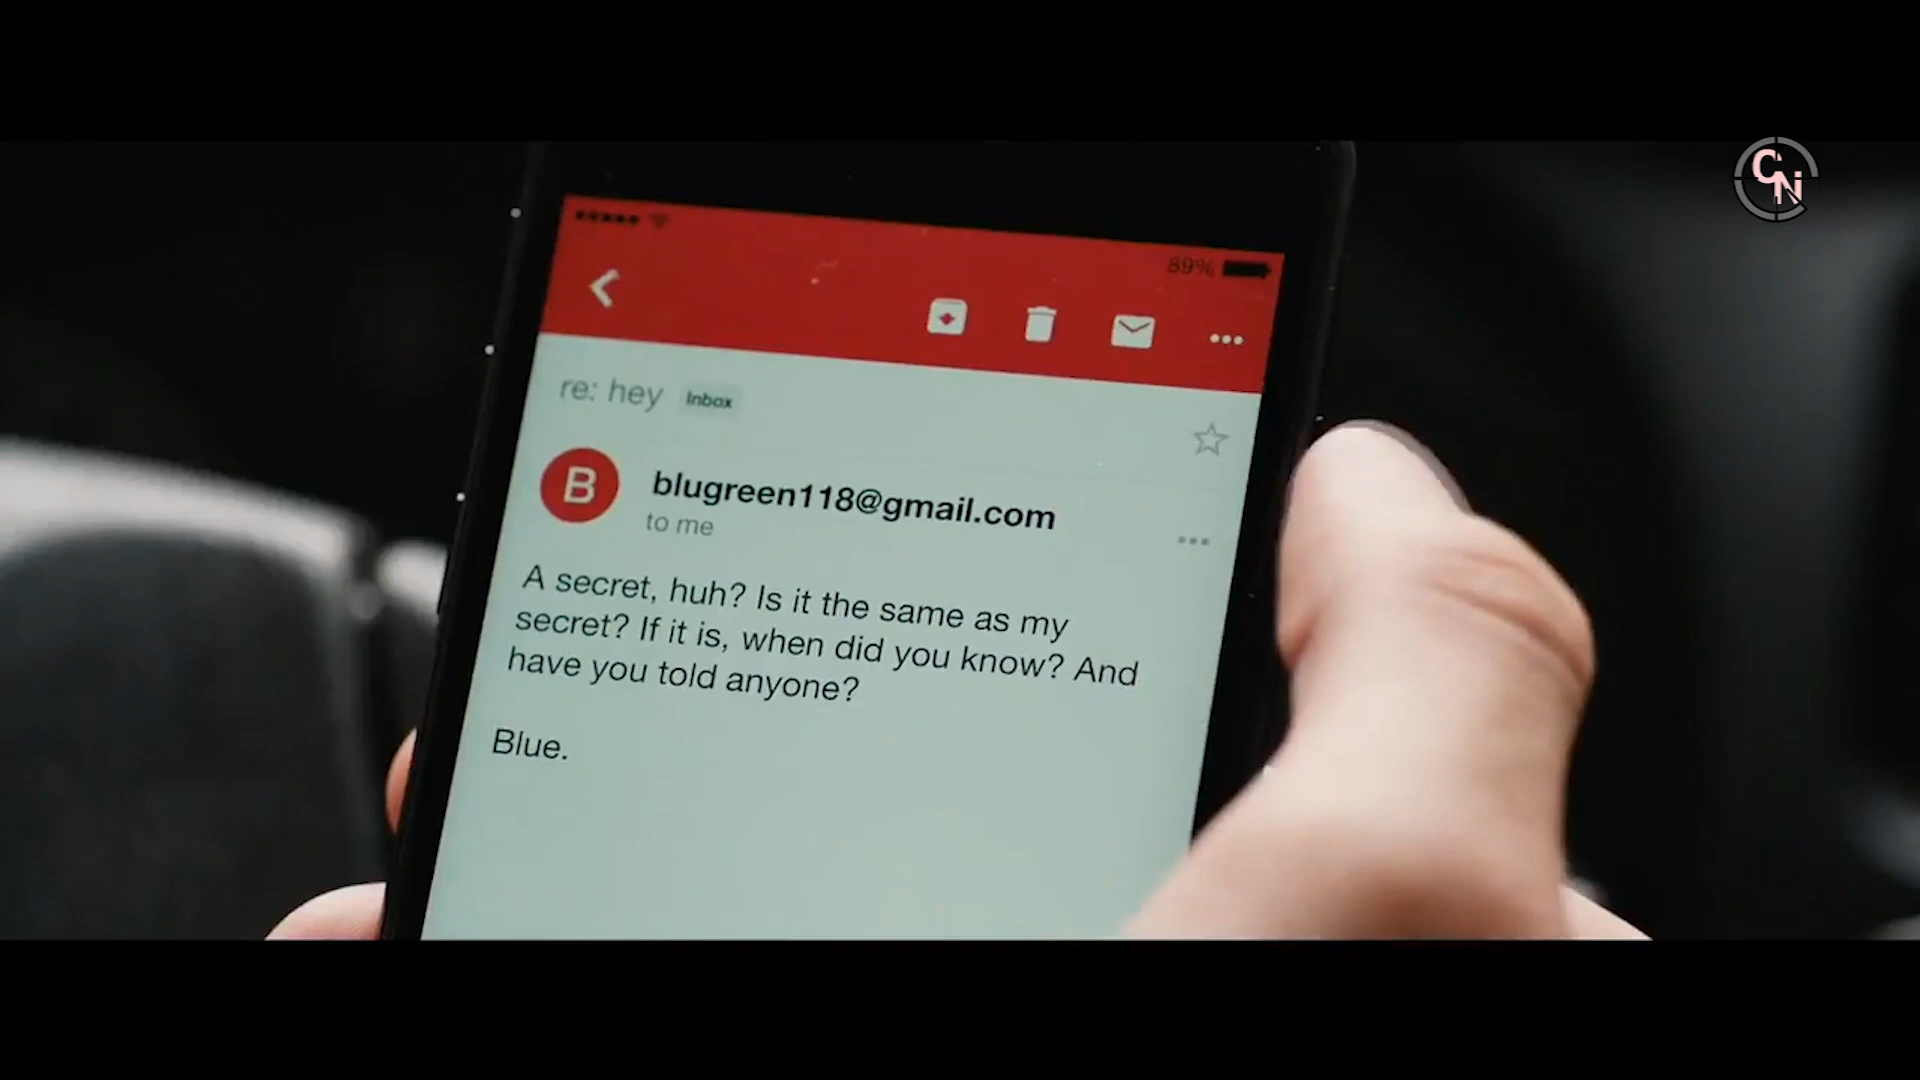 CN
89%
re: hey Inbox
B
blugreen118@gmail.com
to me
A secret, huh? Is it the same as my
secret? If it is, when did you know? And
have you told anyone?
Blue.